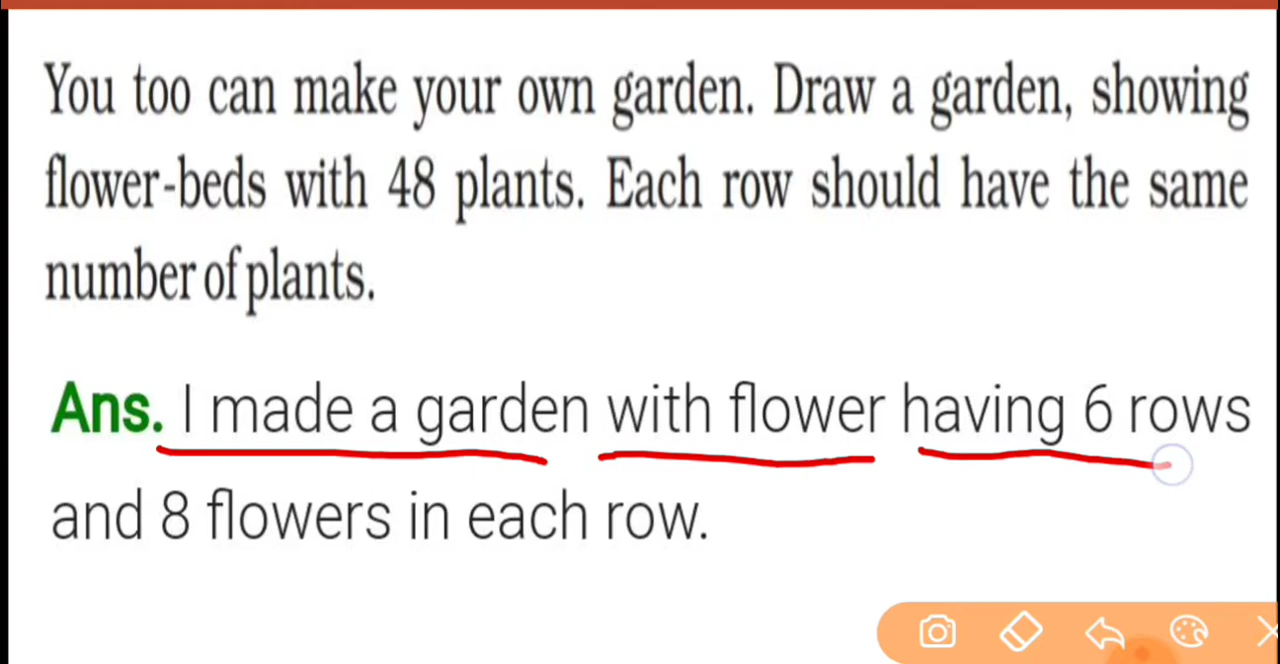 You too can make your own garden. Draw a garden, showing
flower-beds with 48 plants. Each row should have the same
number of plants.
Ans. I made a garden with flower having 6 rows
and 8 flowers in each row.